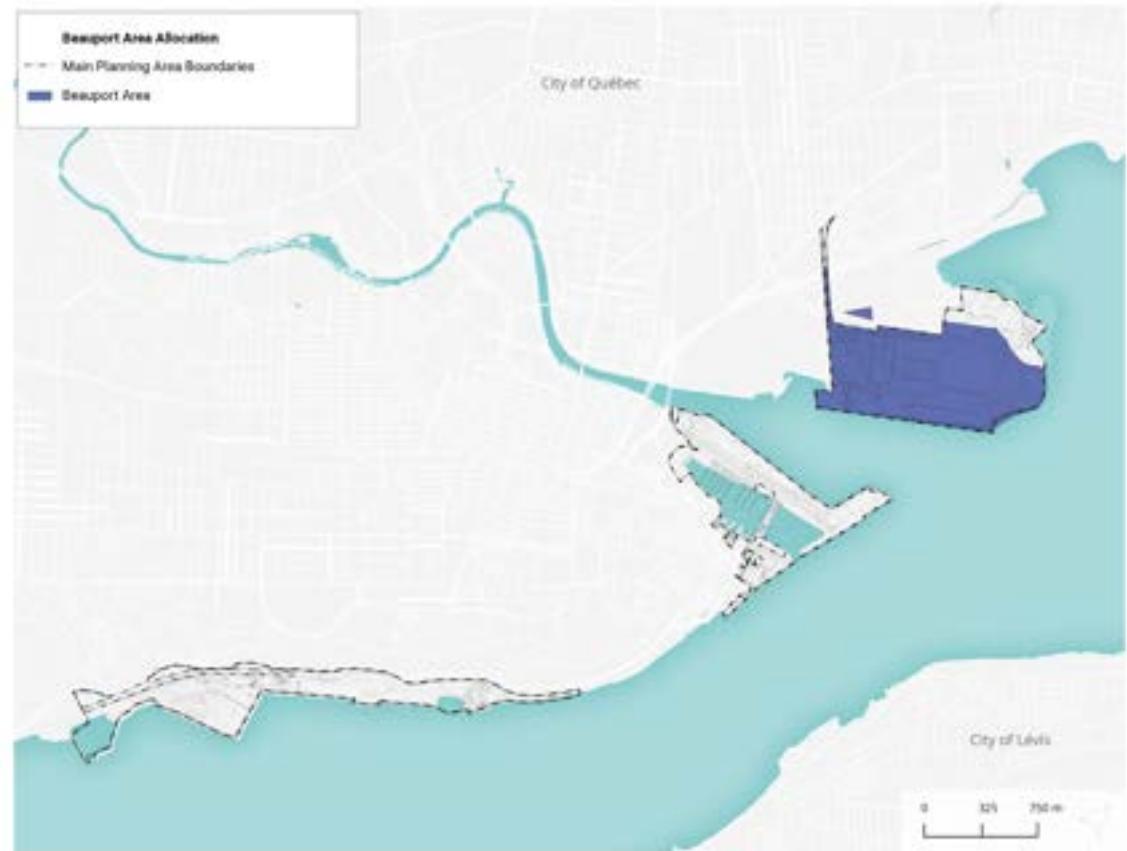 Beauport Area Allocation
Main Planning Area Boundaries
Beauport Area
City of Québec
City of Lévis
0 325 750 m